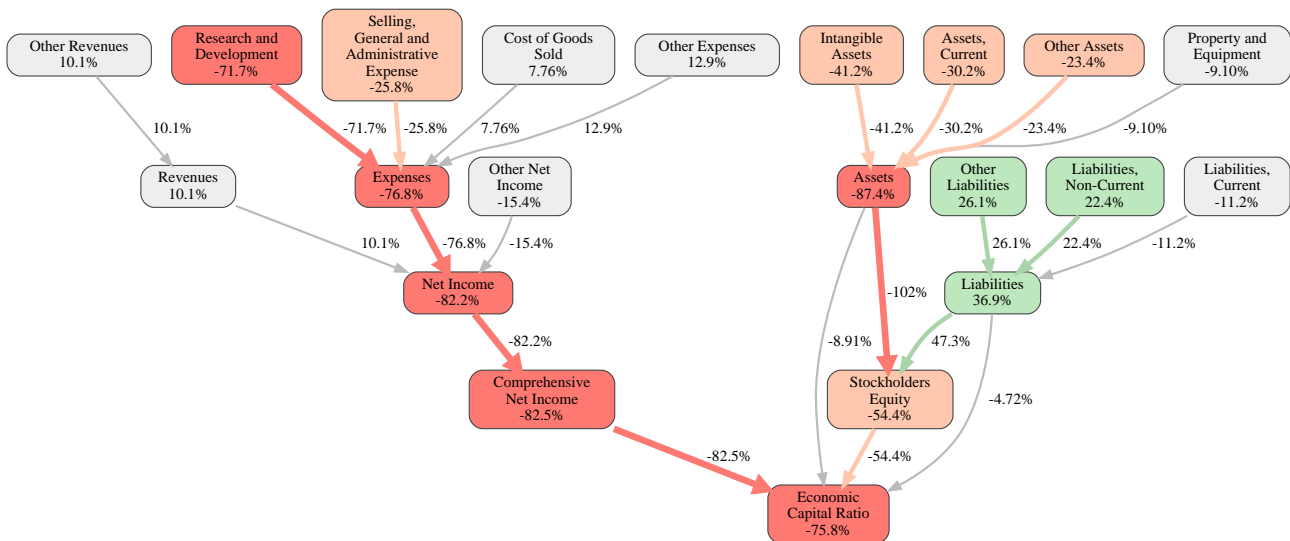 Other Revenues
10.1%
Research and
Development
-71.7%
Selling,
General and
Administrative
Expense
-25.8%
Cost of Goods
Sold
7.76%
Other Expenses
12.9%
Intangible
Assets
-41.2%
Assets,
Current
-30.2%
Other Assets
-23.4%
Property and
Equipment
-9.10%
10.1%
-71.7%
-25.8%
7.76%
12.9%
-41.2%
-30.2%
-23.4%
-9.10%
Revenues
10.1%
Expenses
-76.8%
Other Net
Income
-15.4%
Assets
-87.4%
Other
Liabilities
26.1%
Liabilities,
Non-Current
22.4%
Liabilities,
Current
-11.2%
10.1%
-76.8%
-15.4%
26.1%
22.4%
-11.2%
Net Income
-82.2%
-102%
Liabilities
36.9%
-82.2%
-8.91%
47.3%
Comprehensive
Net Income
-82.5%
Stockholders
Equity
-54.4%
-4.72%
-82.5%
-54.4%
Economic
Capital Ratio
-75.8%